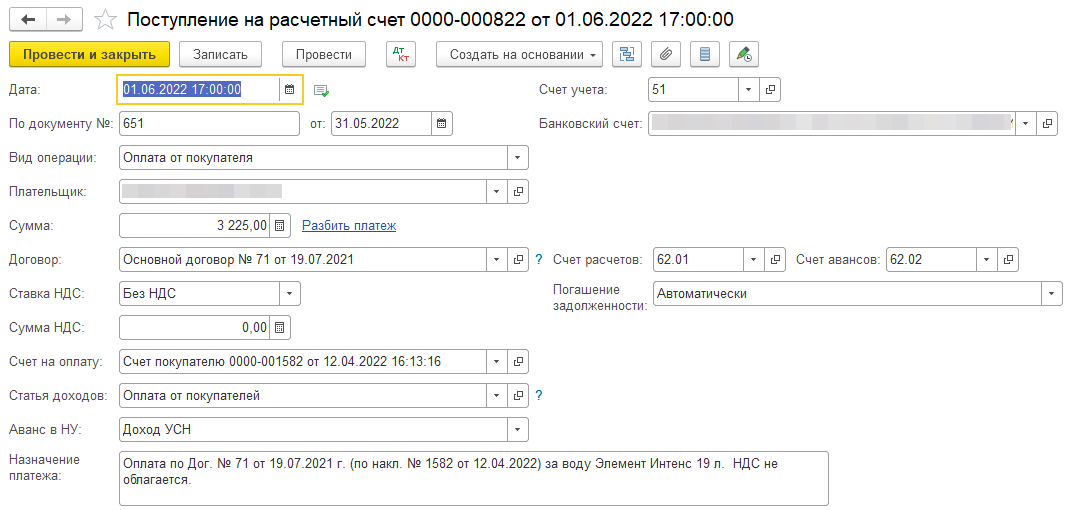 Поступление на расчетный счет 0000-000822 от 01.06.2022 17:00:00
Провести и закрыть Записать Провести Дт Кт Создать на основании
Дата: 01.06.2022 17:00:00 Счет учета: 51
По документу №: 651 от: 31.05.2022 Банковский счет:
Вид операции: Оплата от покупателя
Плательщик:
Сумма: 3 225,00 Разбить платеж
Договор: Основной договор № 71 от 19.07.2021 ? Счет расчетов: 62.01 Счет авансов: 62.02
Ставка НДС: Без НДС Погашение задолженности: Автоматически
Сумма НДС: 0,00
Счет на оплату: Счет покупателю 0000-001582 от 12.04.2022 16:13:16
Статья доходов: Оплата от покупателей ?
Аванс в НУ: Доход УСН
Назначение платежа: Оплата по Дог. № 71 от 19.07.2021 г. (по накл. № 1582 от 12.04.2022) за воду Элемент Интенс 19 л. НДС не
облагается.